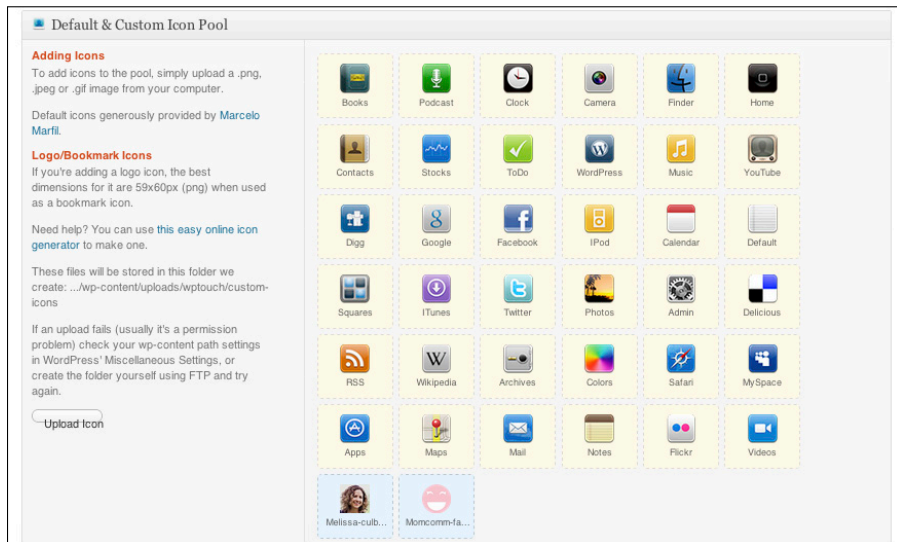 Default & Custom Icon Pool
Adding Icons
To add icons to the pool, simply upload a .png,
.jpeg or .gif image from your computer.
Default icons generously provided by Marcelo
Marfil.
Logo/Bookmark Icons
If you're adding a logo icon, the best
dimensions for it are 59x60px (png) when used
as a bookmark icon.
Need help? You can use this easy online icon
generator to make one.
These files will be stored in this folder we
create: .../wp-content/uploads/wptouch/custom-
icons
If an upload fails (usually it's a permission
problem) check your wp-content path settings
in WordPress' Miscellaneous Settings, or
create the folder yourself using FTP and try
again.
Upload Icon
Books Podcast Clock Camera Finder Home
Contacts Stocks ToDo WordPress Music YouTube
Digg Google Facebook IPod Calendar Default
Squares ITunes Twitter Photos Admin Delicious
RSS Wikipedia Archives Colors Safari MySpace
Apps Maps Mail Notes Flickr Videos
Melissa-culb... Momcomm-fa...